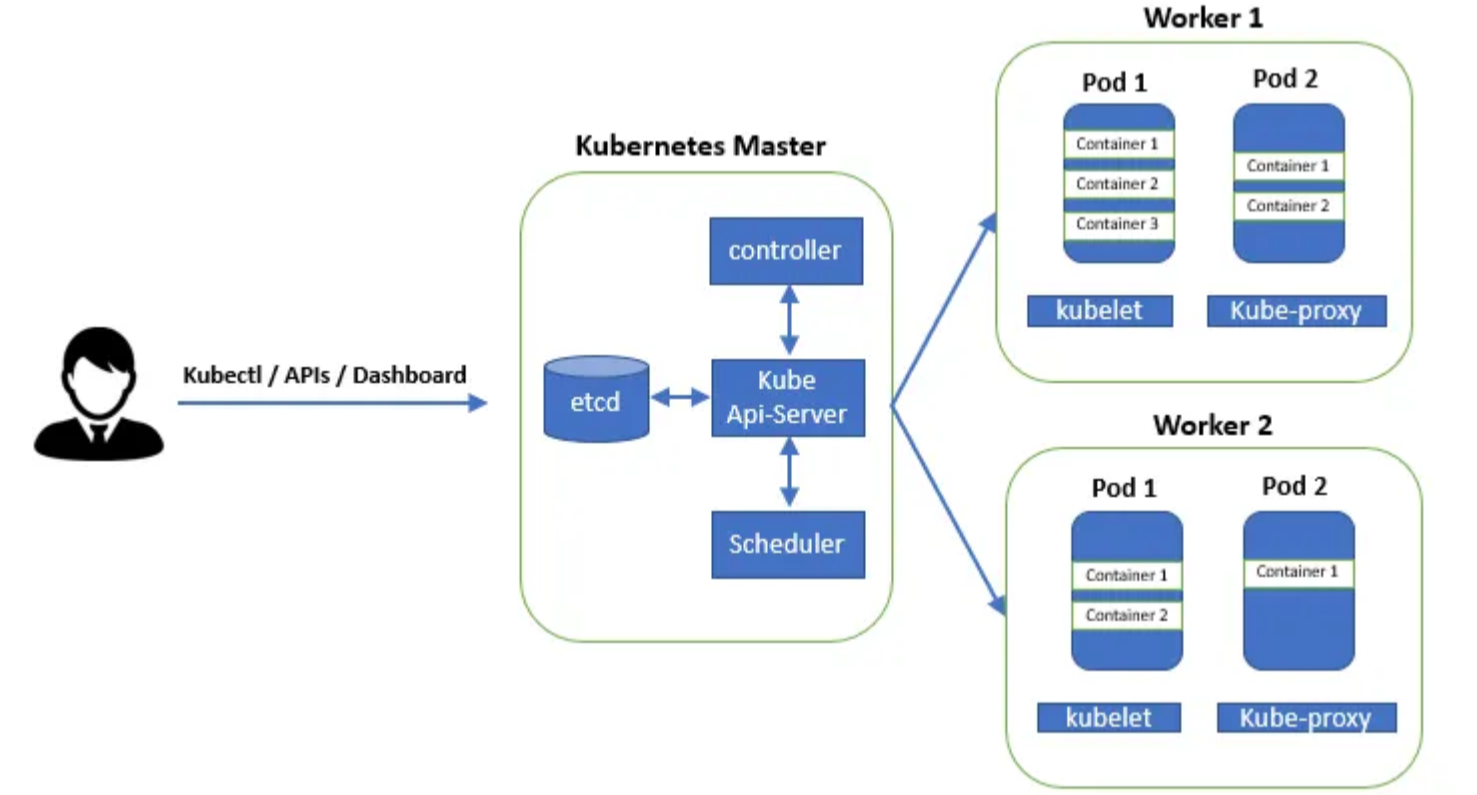 Kubectl / APIs / Dashboard
Kubernetes Master
controller
etcd
Kube
Api-Server
Scheduler
Worker 1
Pod 1
Container 1
Container 2
Container 3
Pod 2
Container 1
Container 2
kubelet
Kube-proxy
Worker 2
Pod 1
Container 1
Container 2
Pod 2
Container 1
kubelet
Kube-proxy